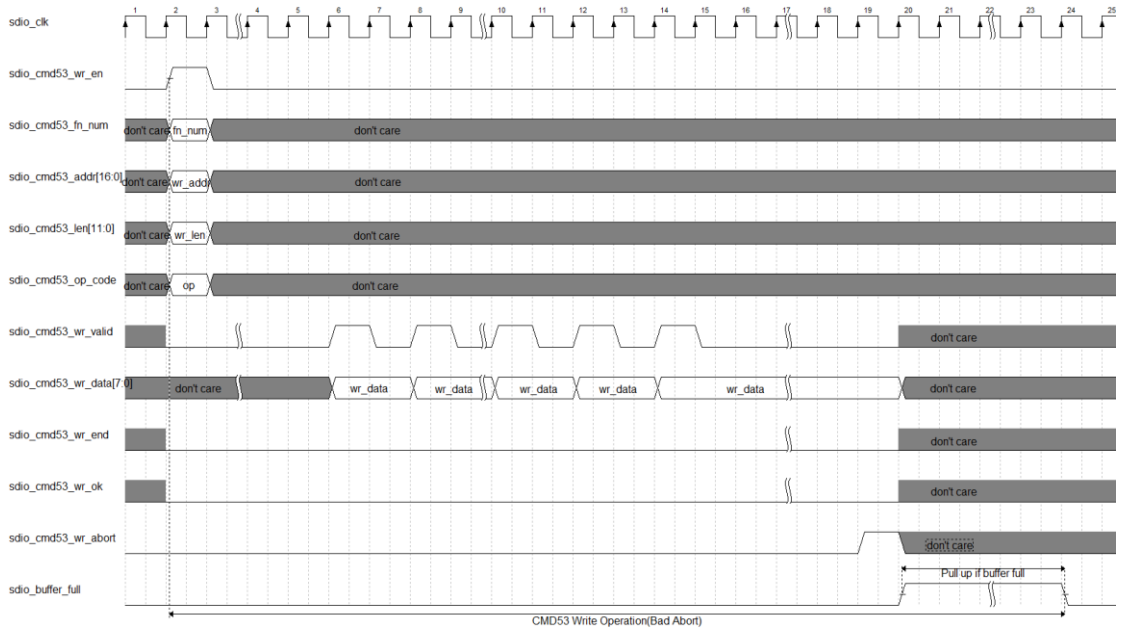 1 2 3 4 5 6 7 8 9 10 11 12 13 14 15 16 17 18 19 20 21 22 23 24 25
sdio_clk
sdio_cmd53_wr_en
sdio_cmd53_fn_num don't care fn_num don't care
sdio_cmd53_addr[16:0] don't care wr_addr don't care
sdio_cmd53_len[11:0] don't care wr_len don't care
sdio_cmd53_op_code don't care op don't care
sdio_cmd53_wr_valid don't care
sdio_cmd53_wr_data[7:0] don't care wr_data wr_data wr_data wr_data wr_data don't care
sdio_cmd53_wr_end don't care
sdio_cmd53_wr_ok don't care
sdio_cmd53_wr_abort don't care
Pull up if buffer full
sdio_buffer_full
CMD53 Write Operation(Bad Abort)